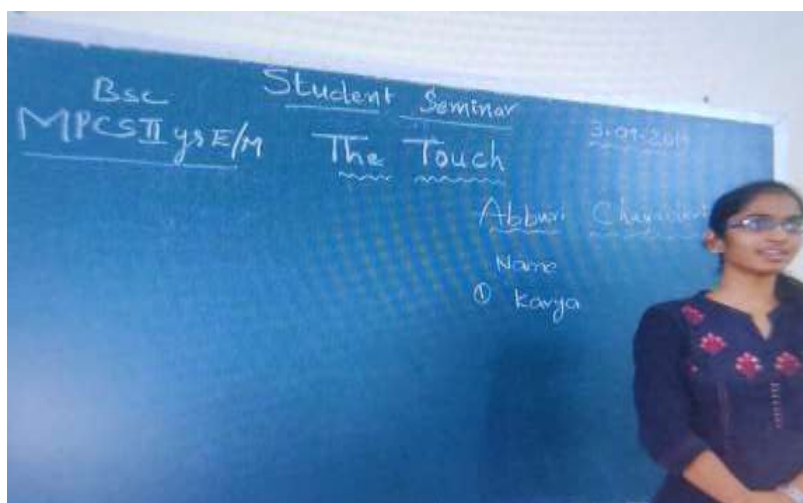 Bsc
MPCS II yr E/M
Student Seminar
3-09-2019
The Touch
Abburi
Name
① Kavya